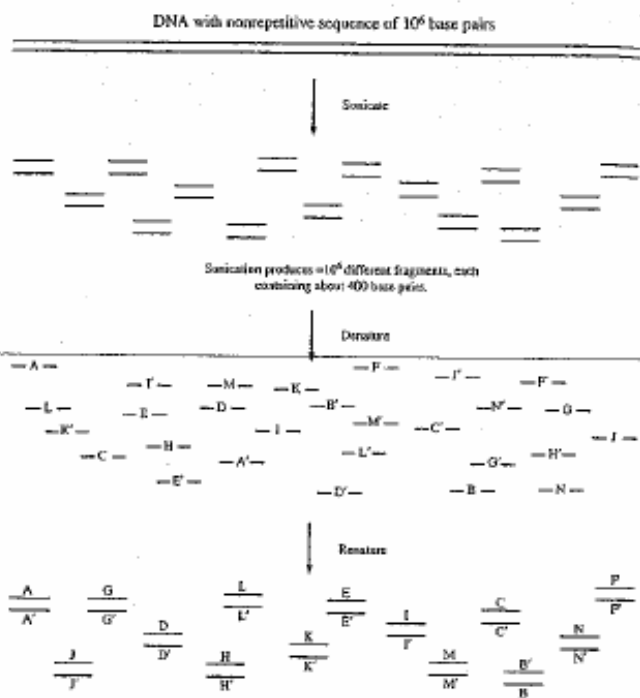 DNA with nonrepetitive sequence of 10⁶ base pairs
Sonicate
Sonication produces ≈10⁶ different fragments, each
containing about 400 base pairs.
Denature
A F
I' M K J' F'
L E D B' N' G
K' I M' C' J
C H A' L' G' H'
E' D' B N
Renature
A G L E C F
A' G' L' E' C' F'
D K I N
D' K' I' N'
J H M B'
J' H' M' B